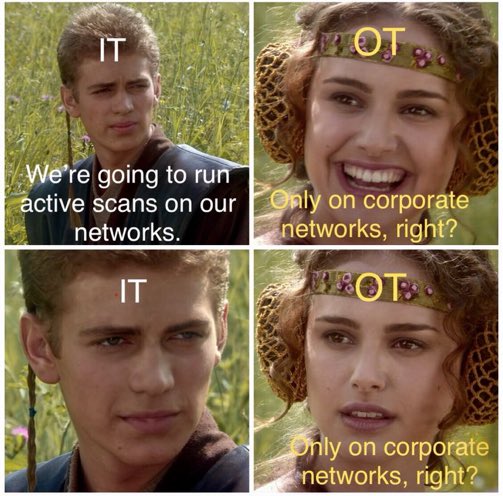 IT
We're going to run
active scans on our
networks.
OT
Only on corporate
networks, right?
IT
OT
Only on corporate
networks, right?